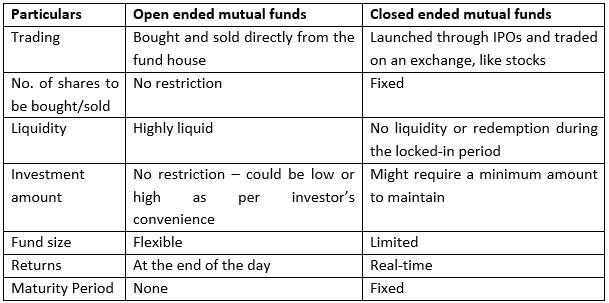 Particulars Open ended mutual funds Closed ended mutual funds
Trading Bought and sold directly from the Launched through IPOs and traded
fund house on an exchange, like stocks
No. of shares to No restriction Fixed
be bought/sold
Liquidity Highly liquid No liquidity or redemption during
the locked-in period
Investment No restriction – could be low or Might require a minimum amount
amount high as per investor’s to maintain
convenience
Fund size Flexible Limited
Returns At the end of the day Real-time
Maturity Period None Fixed